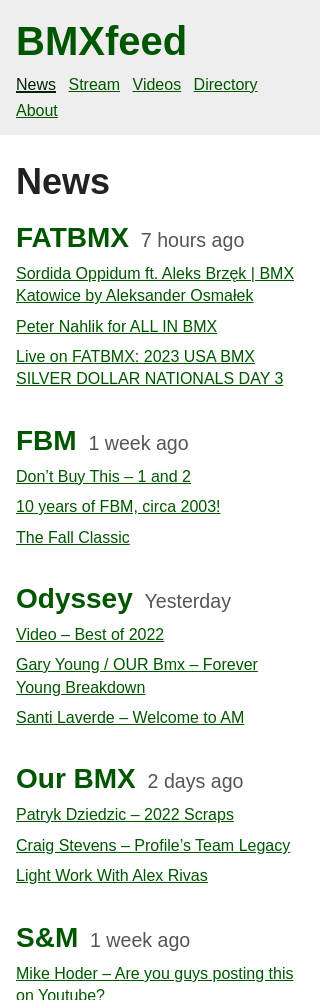 BMXfeed
News Stream Videos Directory
About
News
FATBMX 7 hours ago
Sordida Oppidum ft. Aleks Brzęk | BMX
Katowice by Aleksander Osmałek
Peter Nahlik for ALL IN BMX
Live on FATBMX: 2023 USA BMX
SILVER DOLLAR NATIONALS DAY 3
FBM 1 week ago
Don’t Buy This – 1 and 2
10 years of FBM, circa 2003!
The Fall Classic
Odyssey Yesterday
Video – Best of 2022
Gary Young / OUR Bmx – Forever
Young Breakdown
Santi Laverde – Welcome to AM
Our BMX 2 days ago
Patryk Dziedzic – 2022 Scraps
Craig Stevens – Profile’s Team Legacy
Light Work With Alex Rivas
S&M 1 week ago
Mike Hoder – Are you guys posting this
on Youtube?